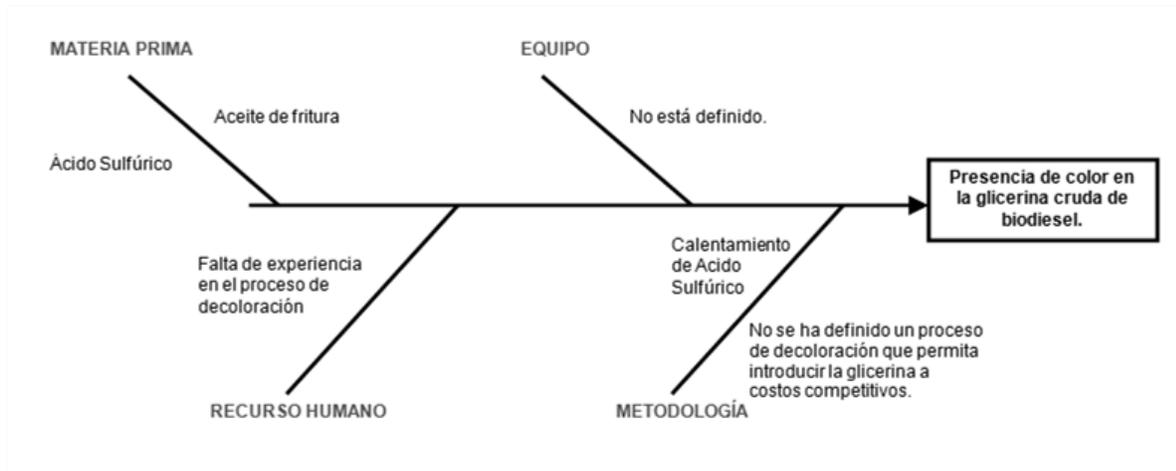 MATERIA PRIMA
EQUIPO
Aceite de fritura
No está definido.
Àcido Sulfúrico
Presencia de color en
la glicerina cruda de
biodiesel.
Falta de experiencia
en el proceso de
decoloración
Calentamiento
de Acido
Sulfúrico
No se ha definido un proceso
de decoloración que permita
introducir la glicerina a
costos competitivos.
RECURSO HUMANO
METODOLOGÍA